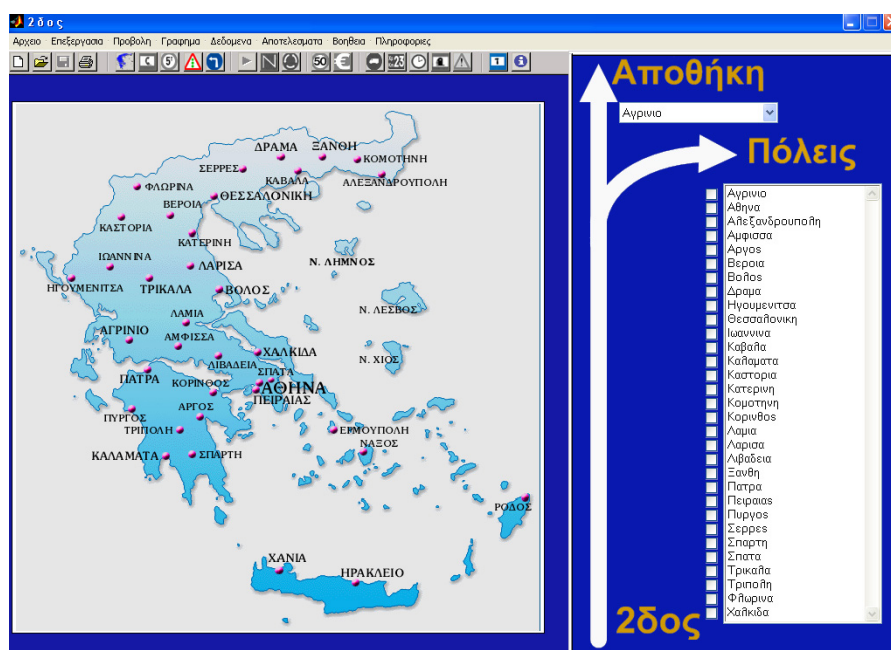 2δος
Αρχειο Επεξεργασια Προβολη Γραφημα Δεδομενα Αποτελεσματα Βοηθεια Πληροφοριες
50
Αποθήκη
Αγρινιο
Πόλεις
ΔΡΑΜΑ ΞΑΝΘΗ
ΣΕΡΡΕΣ ΚΟΜΟΤΗΝΗ
ΦΛΩΡΙΝΑ ΚΑΒΑΛΑ ΑΛΕΞΑΝΔΡΟΥΠΟΛΗ
ΘΕΣΣΑΛΟΝΙΚΗ
ΒΕΡΟΙΑ
ΚΑΣΤΟΡΙΑ
ΚΑΤΕΡΙΝΗ
ΙΩΑΝΝΙΝΑ ΛΑΡΙΣΑ Ν. ΛΗΜΝΟΣ
ΗΓΟΥΜΕΝΙΤΣΑ ΤΡΙΚΑΛΑ ΒΟΛΟΣ
ΛΑΜΙΑ Ν. ΛΕΣΒΟΣ
ΑΓΡΙΝΙΟ
ΑΜΦΙΣΣΑ
ΧΑΛΚΙΔΑ
ΛΙΒΑΔΕΙΑ Ν. ΧΙΟΣ
ΣΠΑΤΑ
ΠΑΤΡΑ ΚΟΡΙΝΘΟΣ ΑΘΗΝΑ
ΠΕΙΡΑΙΑΣ
ΑΡΓΟΣ
ΠΥΡΓΟΣ
ΤΡΙΠΟΛΗ ΕΡΜΟΥΠΟΛΗ
ΝΑΞΟΣ
ΚΑΛΑΜΑΤΑ ΣΠΑΡΤΗ
ΡΟΔΟΣ
ΧΑΝΙΑ
ΗΡΑΚΛΕΙΟ
Αγρινιο
Αθηνα
Αλεξανδρουπολη
Αμφισσα
Αργος
Βεροια
Βολος
Δραμα
Ηγουμενιτσα
Θεσσαλονικη
Ιωαννινα
Καβαλα
Καλαματα
Καστορια
Κατερινη
Κομοτηνη
Κορινθος
Λαμια
Λαρισα
Λιβαδεια
Ξανθη
Πατρα
Πειραιας
Πυργος
Σερρες
Σπαρτη
Σπατα
Τρικαλα
Τριπολη
Φλωρινα
Χαλκιδα
2δος